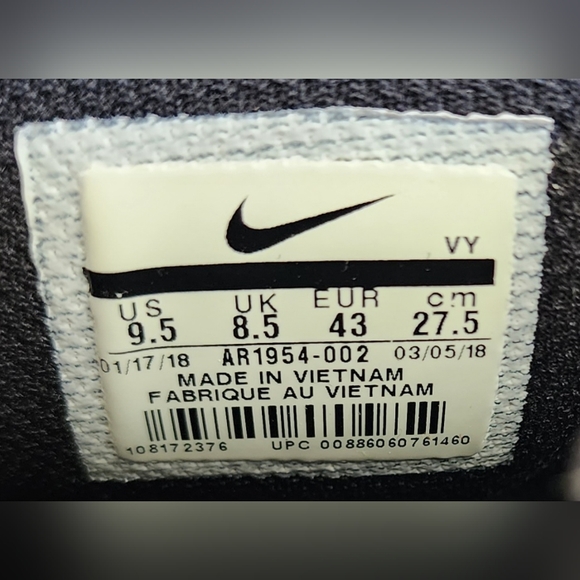 VY
US UK EUR cm
9.5 8.5 43 27.5
01/17/18 AR1954-002 03/05/18
MADE IN VIETNAM
FABRIQUE AU VIETNAM
108172376 UPC 00886060761460